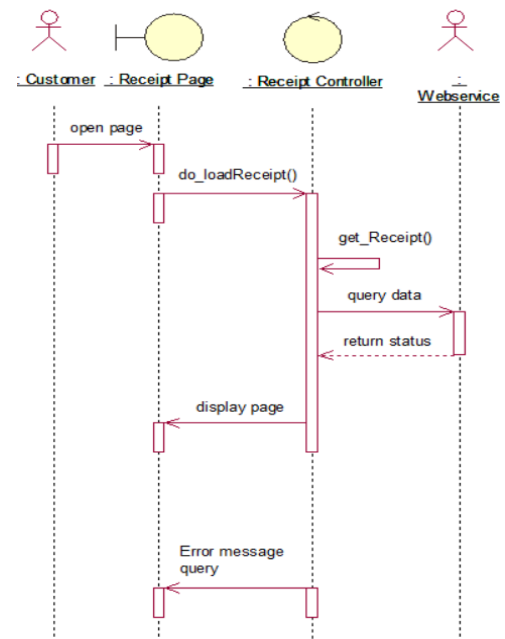 : Customer
: Receipt Page
: Receipt Controller
:
Webservice
open page
do_loadReceipt()
get_Receipt()
query data
return status
display page
Error message
query